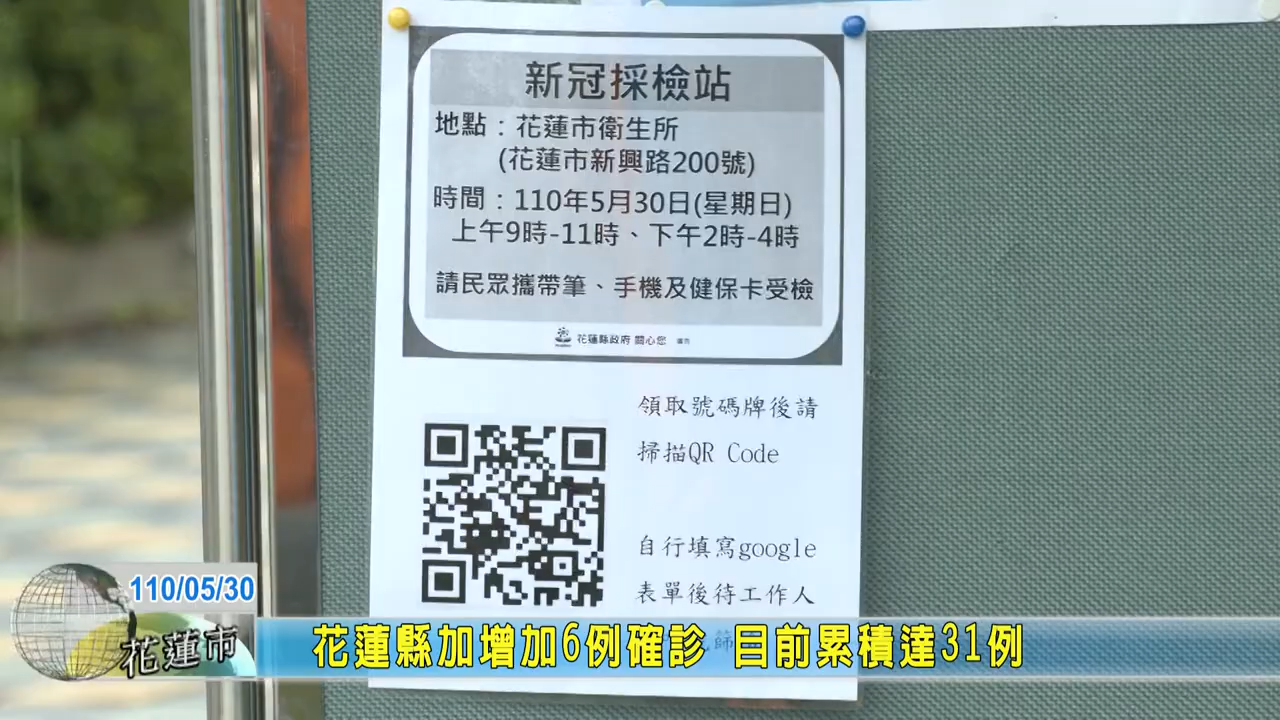 新冠採檢站
地點：花蓮市衛生所
(花蓮市新興路200號)
時間：110年5月30日(星期日)
上午9時-11時、下午2時-4時
請民眾攜帶筆、手機及健保卡受檢
花蓮縣政府 關心您 廣告
領取號碼牌後請
掃描QR Code
自行填寫google
表單後待工作人
110/05/30
花蓮市
花蓮縣加增加6例確診 目前累積達31例